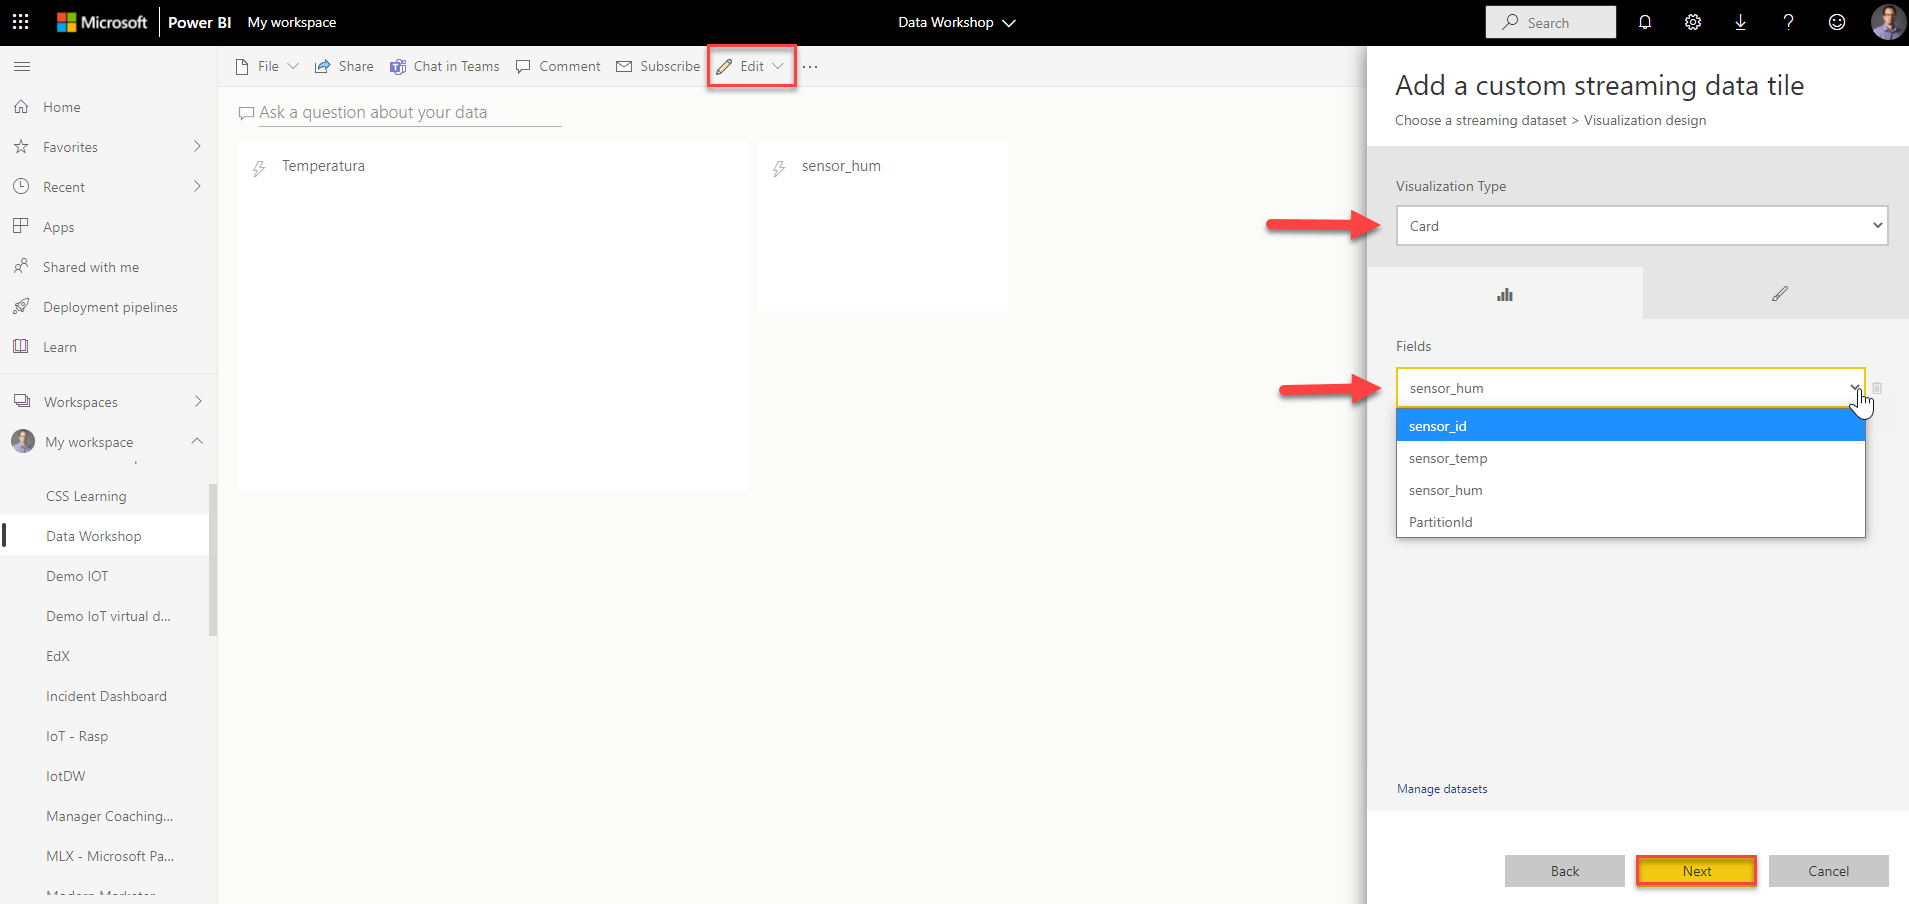 Microsoft Power BI My workspace Data Workshop Search
File Share Chat in Teams Comment Subscribe Edit ...
Ask a question about your data
Home
Favorites
Recent
Apps
Shared with me
Deployment pipelines
Learn
Workspaces
My workspace
CSS Learning
Data Workshop
Demo IOT
Demo IoT virtual d...
EdX
Incident Dashboard
IoT - Rasp
IotDW
Manager Coaching...
MLX - Microsoft Pa...
Temperatura
sensor_hum
Add a custom streaming data tile
Choose a streaming dataset > Visualization design
Visualization Type
Card
Fields
sensor_hum
sensor_id
sensor_temp
sensor_hum
PartitionId
Manage datasets
Back Next Cancel